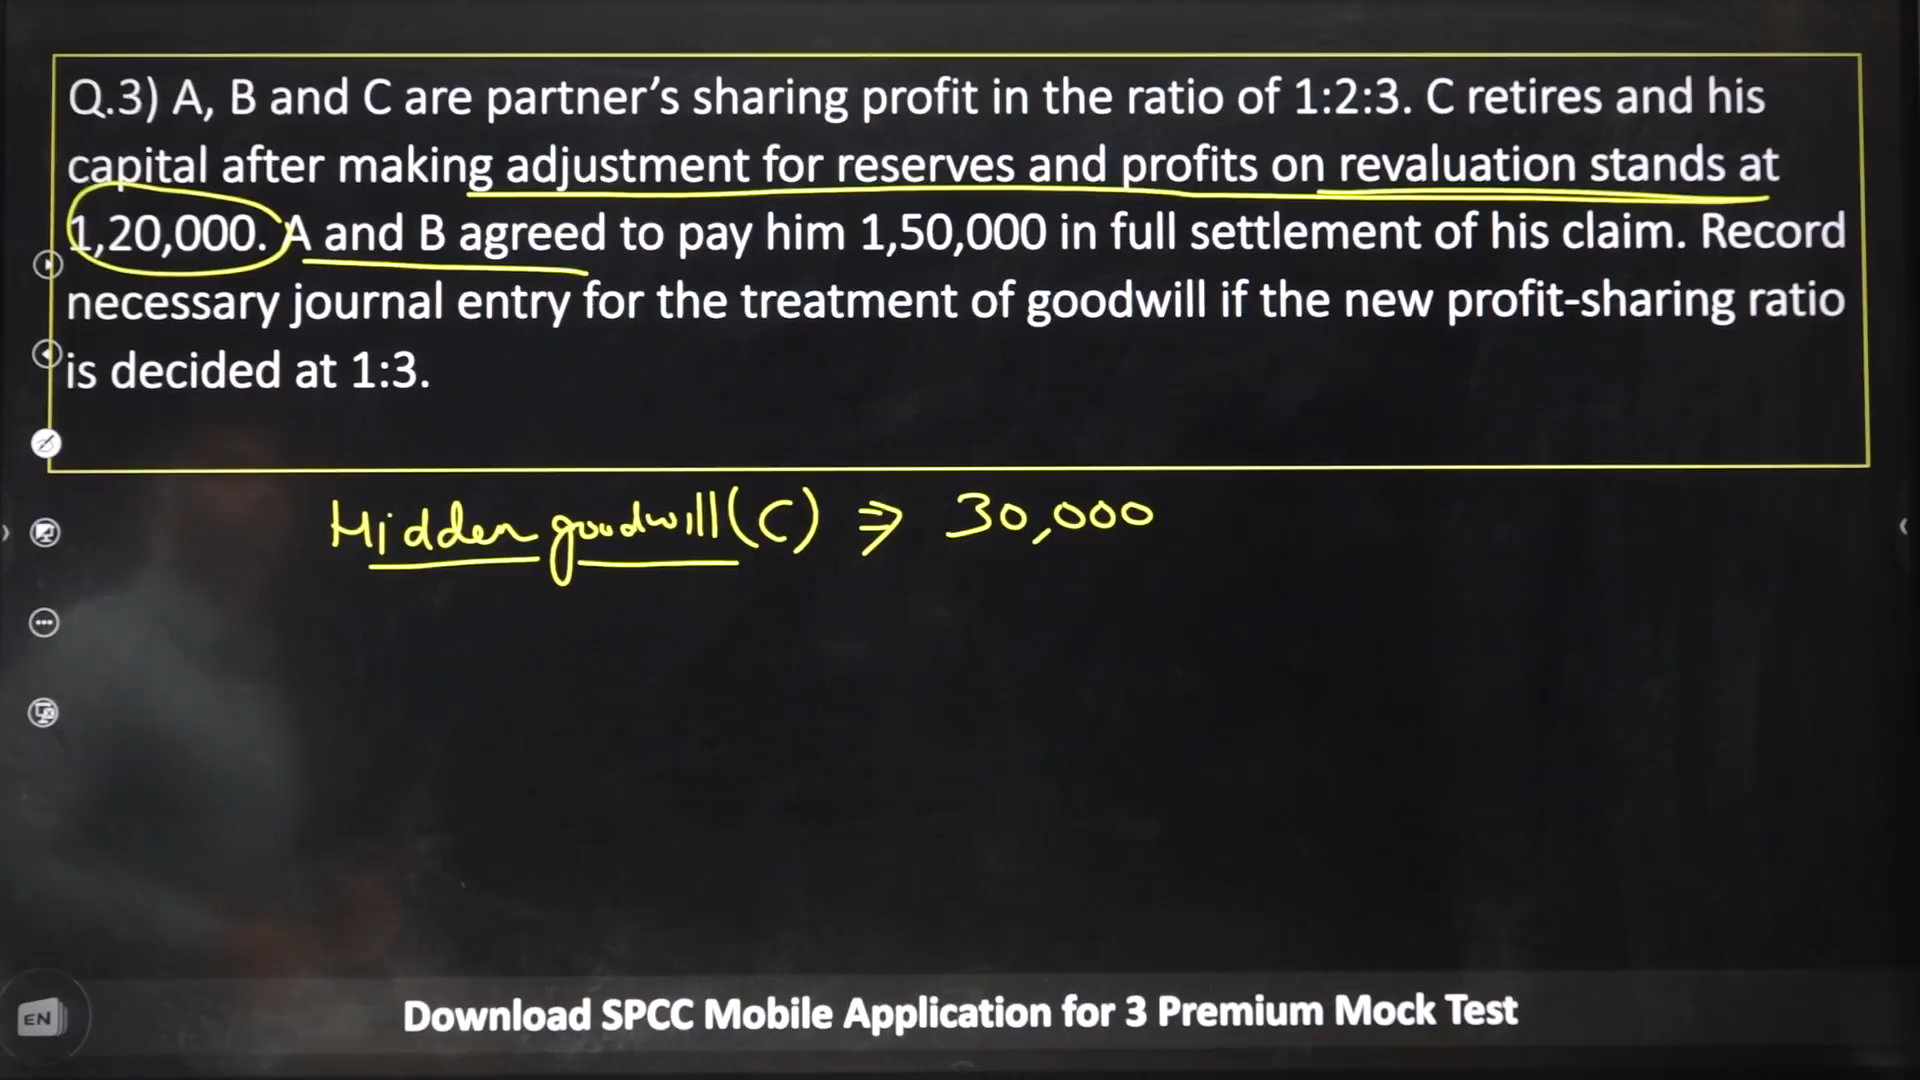 Q.3) A, B and C are partner’s sharing profit in the ratio of 1:2:3. C retires and his
capital after making adjustment for reserves and profits on revaluation stands at
1,20,000. A and B agreed to pay him 1,50,000 in full settlement of his claim. Record
necessary journal entry for the treatment of goodwill if the new profit-sharing ratio
is decided at 1:3.
Hidden goodwill (C) ⇒ 30,000
EN
Download SPCC Mobile Application for 3 Premium Mock Test